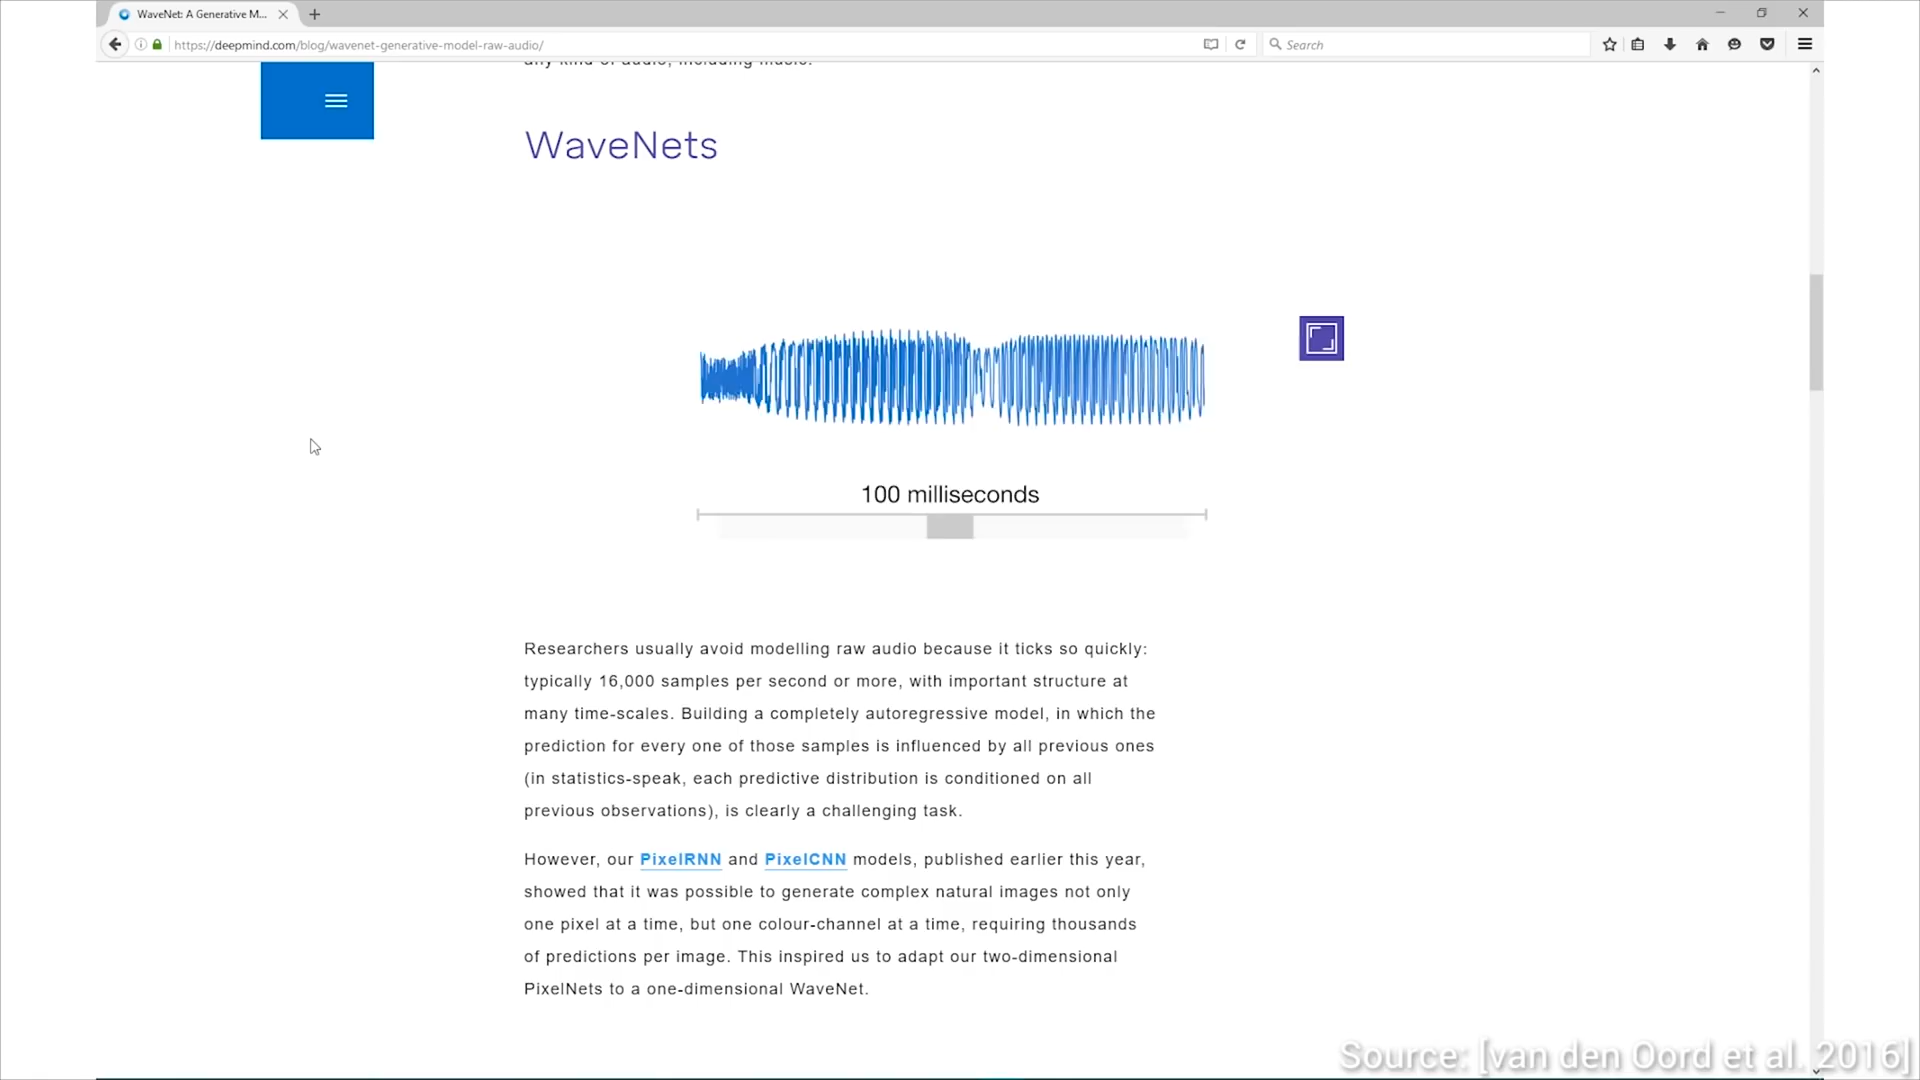 WaveNet: A Generative M...
https://deepmind.com/blog/wavenet-generative-model-raw-audio/
Search
any kind of audio, including music.
WaveNets
100 milliseconds
Researchers usually avoid modelling raw audio because it ticks so quickly:
typically 16,000 samples per second or more, with important structure at
many time-scales. Building a completely autoregressive model, in which the
prediction for every one of those samples is influenced by all previous ones
(in statistics-speak, each predictive distribution is conditioned on all
previous observations), is clearly a challenging task.
However, our PixelRNN and PixelCNN models, published earlier this year,
showed that it was possible to generate complex natural images not only
one pixel at a time, but one colour-channel at a time, requiring thousands
of predictions per image. This inspired us to adapt our two-dimensional
PixelNets to a one-dimensional WaveNet.
Source: [van den Oord et al. 2016]